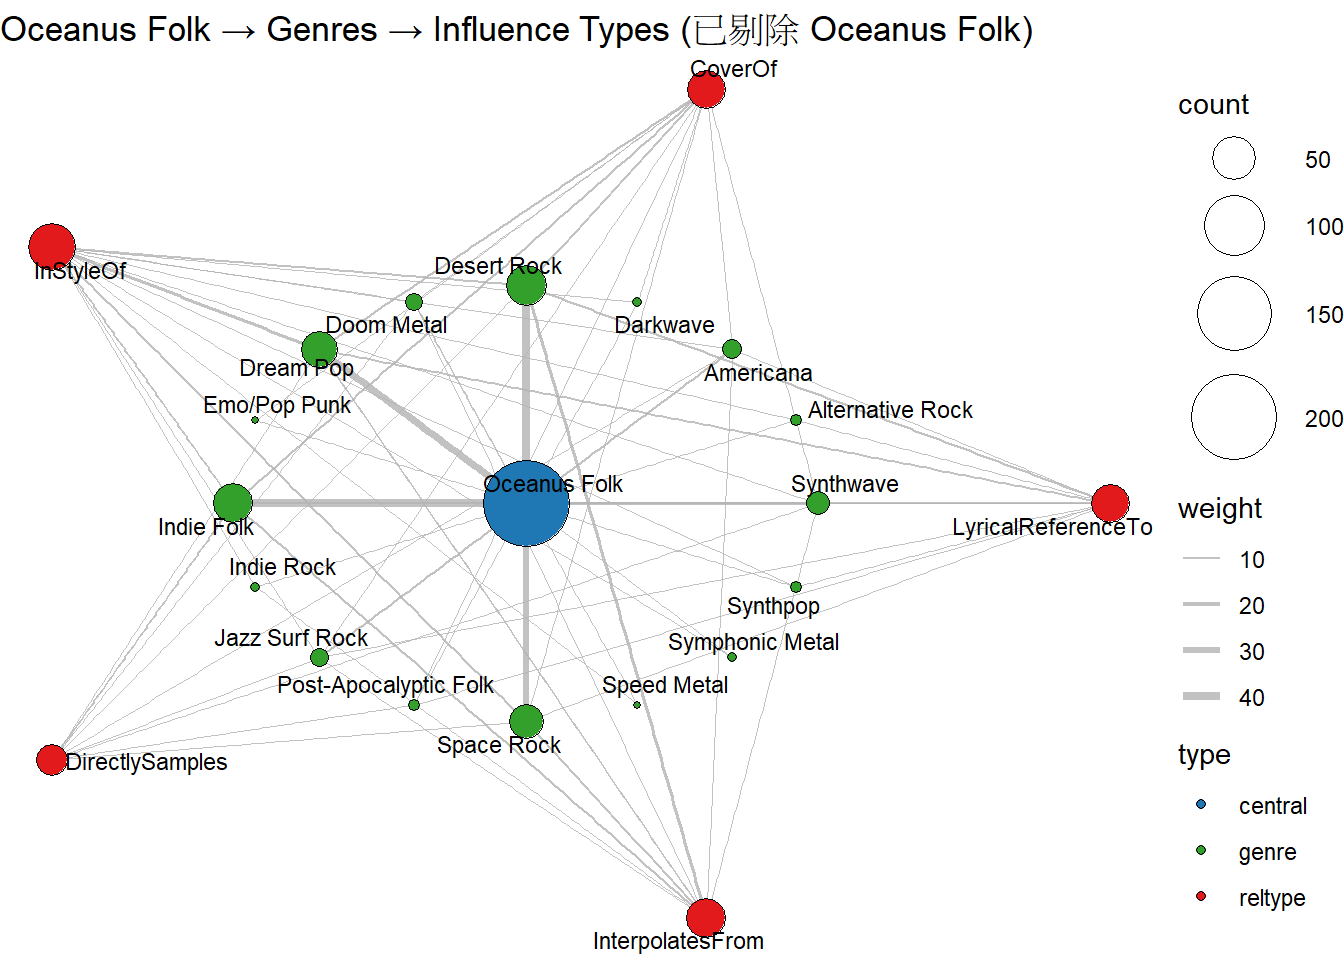 Oceanus Folk → Genres → Influence Types (已剔除 Oceanus Folk)
CoverOf
InStyleOf
Desert Rock
Doom Metal
Darkwave
Dream Pop
Americana
Emo/Pop Punk
Alternative Rock
Oceanus Folk
Synthwave
Indie Folk
LyricalReferenceTo
Indie Rock
Synthpop
Jazz Surf Rock
Symphonic Metal
Post-Apocalyptic Folk
Speed Metal
Space Rock
DirectlySamples
InterpolatesFrom
count
50
100
150
200
weight
10
20
30
40
type
central
genre
reltype